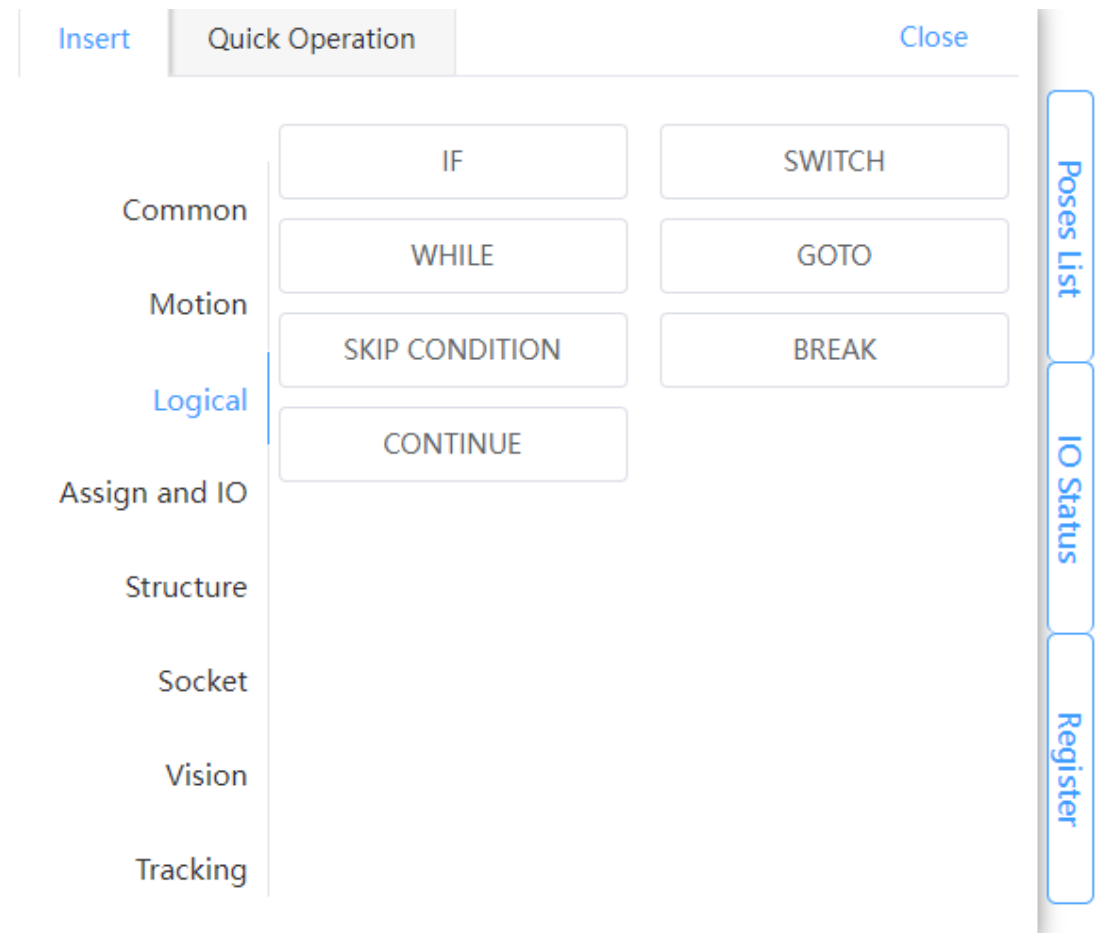 Insert
Quick Operation
Close
Common
Motion
Logical
Assign and IO
Structure
Socket
Vision
Tracking
IF
SWITCH
WHILE
GOTO
SKIP CONDITION
BREAK
CONTINUE
Poses List
IO Status
Register